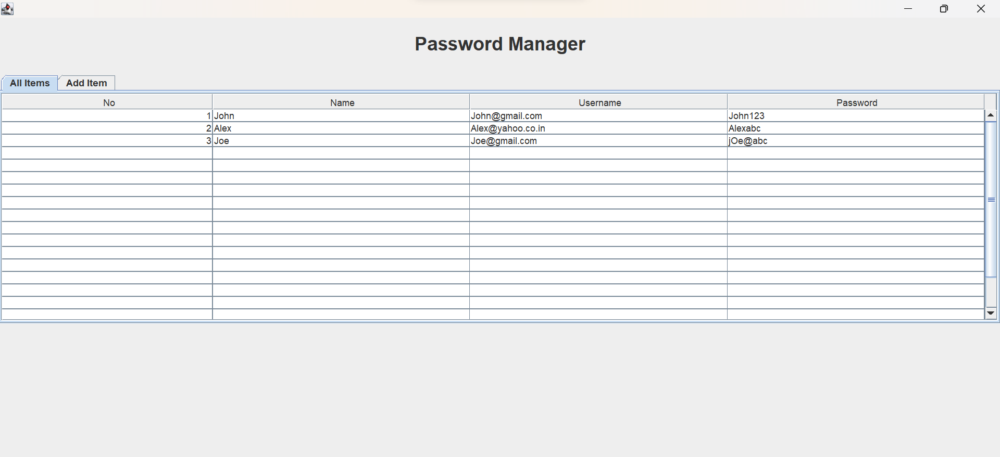 Password Manager
All Items Add Item
No Name Username Password
1 John John@gmail.com John123
2 Alex Alex@yahoo.co.in Alexabc
3 Joe Joe@gmail.com jOe@abc